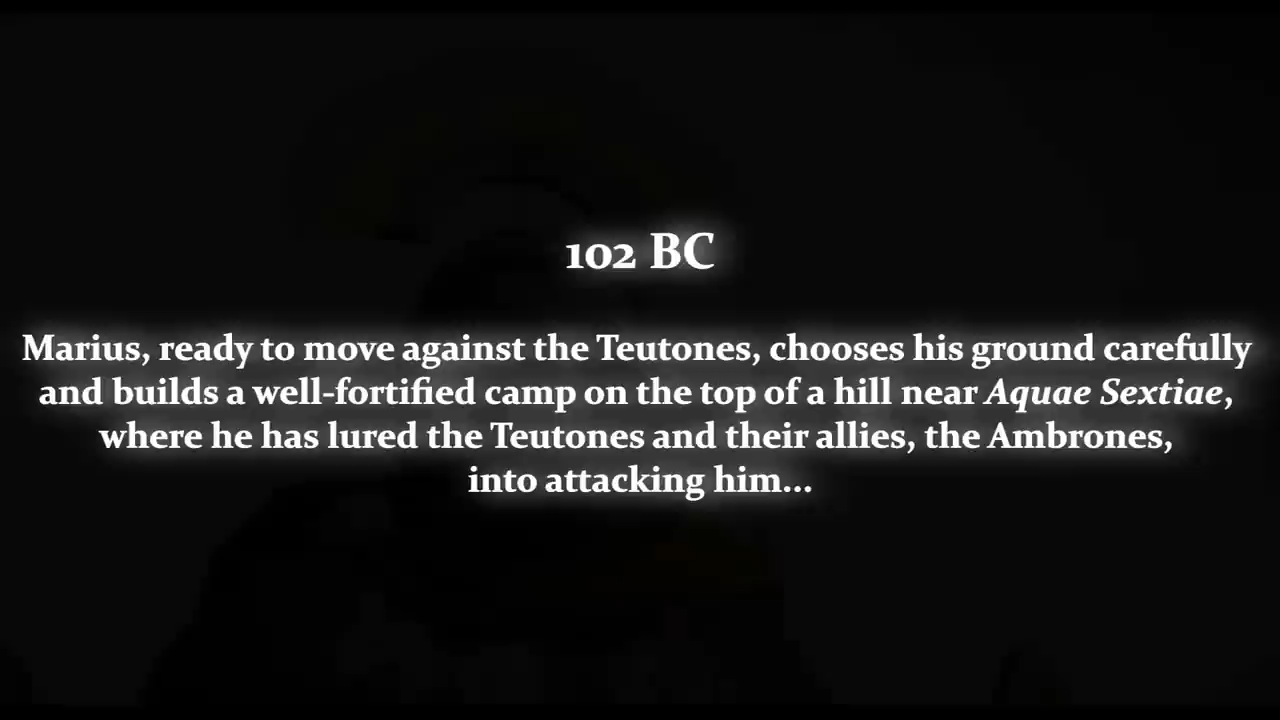 102 BC
Marius, ready to move against the Teutones, chooses his ground carefully
and builds a well-fortified camp on the top of a hill near Aquae Sextiae,
where he has lured the Teutones and their allies, the Ambrones,
into attacking him...